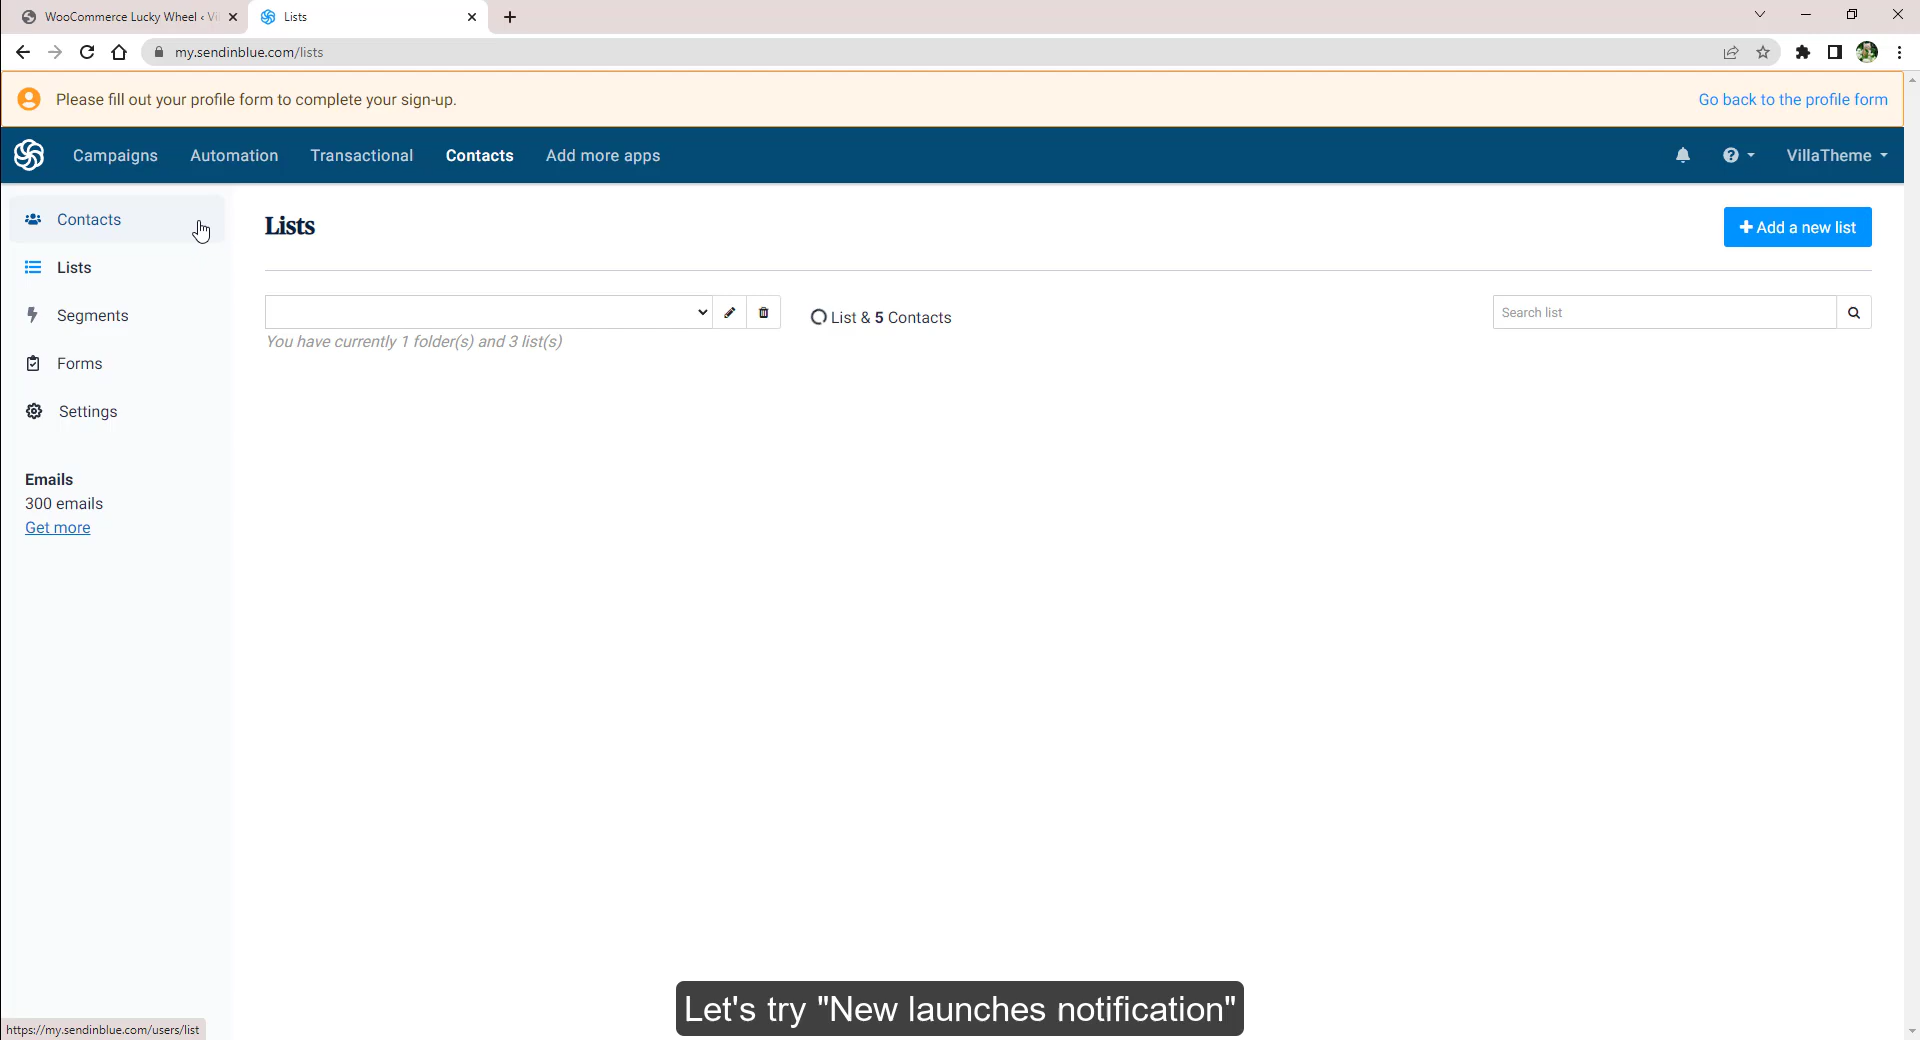 WooCommerce Lucky Wheel ‹ Vi
Lists
my.sendinblue.com/lists
Please fill out your profile form to complete your sign-up.
Go back to the profile form
Campaigns
Automation
Transactional
Contacts
Add more apps
VillaTheme
Contacts
Lists
Segments
Forms
Settings
Emails
300 emails
Get more
Lists
+ Add a new list
List & 5 Contacts
Search list
You have currently 1 folder(s) and 3 list(s)
Let's try "New launches notification"
https://my.sendinblue.com/users/list